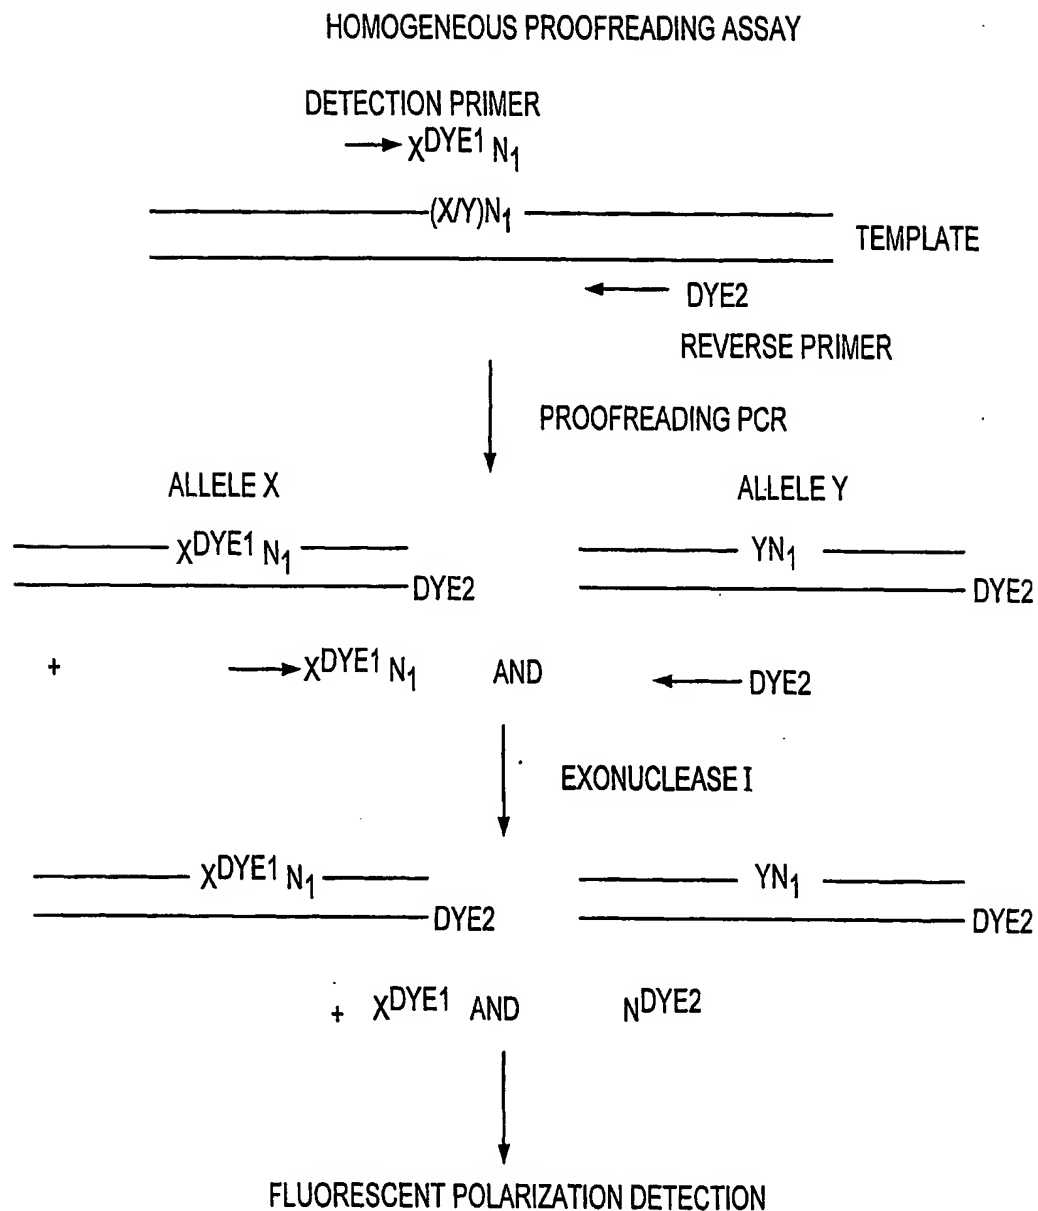 HOMOGENEOUS PROOFREADING ASSAY
DETECTION PRIMER
X^DYE1 N₁
(X/Y)N₁
TEMPLATE
DYE2
REVERSE PRIMER
PROOFREADING PCR
ALLELE X
ALLELE Y
X^DYE1 N₁
YN₁
DYE2
DYE2
+ X^DYE1 N₁ AND DYE2
EXONUCLEASE I
X^DYE1 N₁
YN₁
DYE2
DYE2
+ X^DYE1 AND N^DYE2
FLUORESCENT POLARIZATION DETECTION